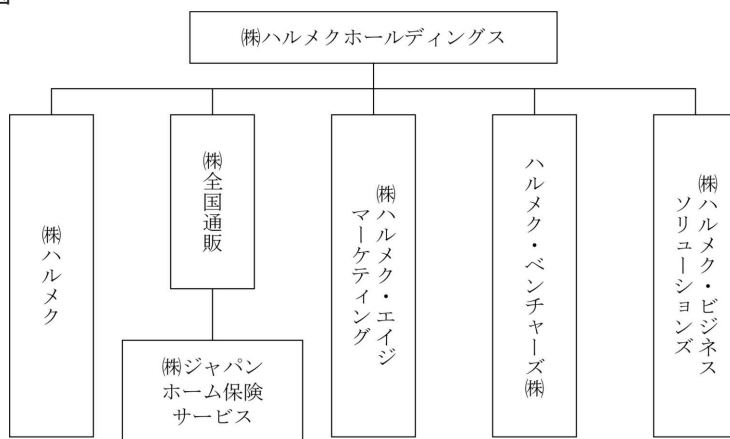 ㈱ハルメクホールディングス
㈱ハルメク
㈱全国通販
㈱ジャパン
ホーム保険
サービス
㈱ハルメク・エイジ
マーケティング
ハルメク・ベンチャーズ㈱
㈱ハルメク・ビジネス
ソリューションズ